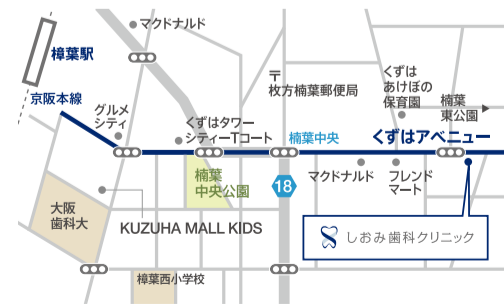 マクドナルド
樟葉駅
京阪本線
グルメ
シティ
くずはタワー
シティーTコート
〒
枚方楠葉郵便局
くずは
あけぼの
保育園
楠葉
東公園
楠葉中央
くずはアベニュー
楠葉
中央公園
18
マクドナルド
フレンド
マート
大阪
歯科大
KUZUHA MALL KIDS
しおみ歯科クリニック
樟葉西小学校